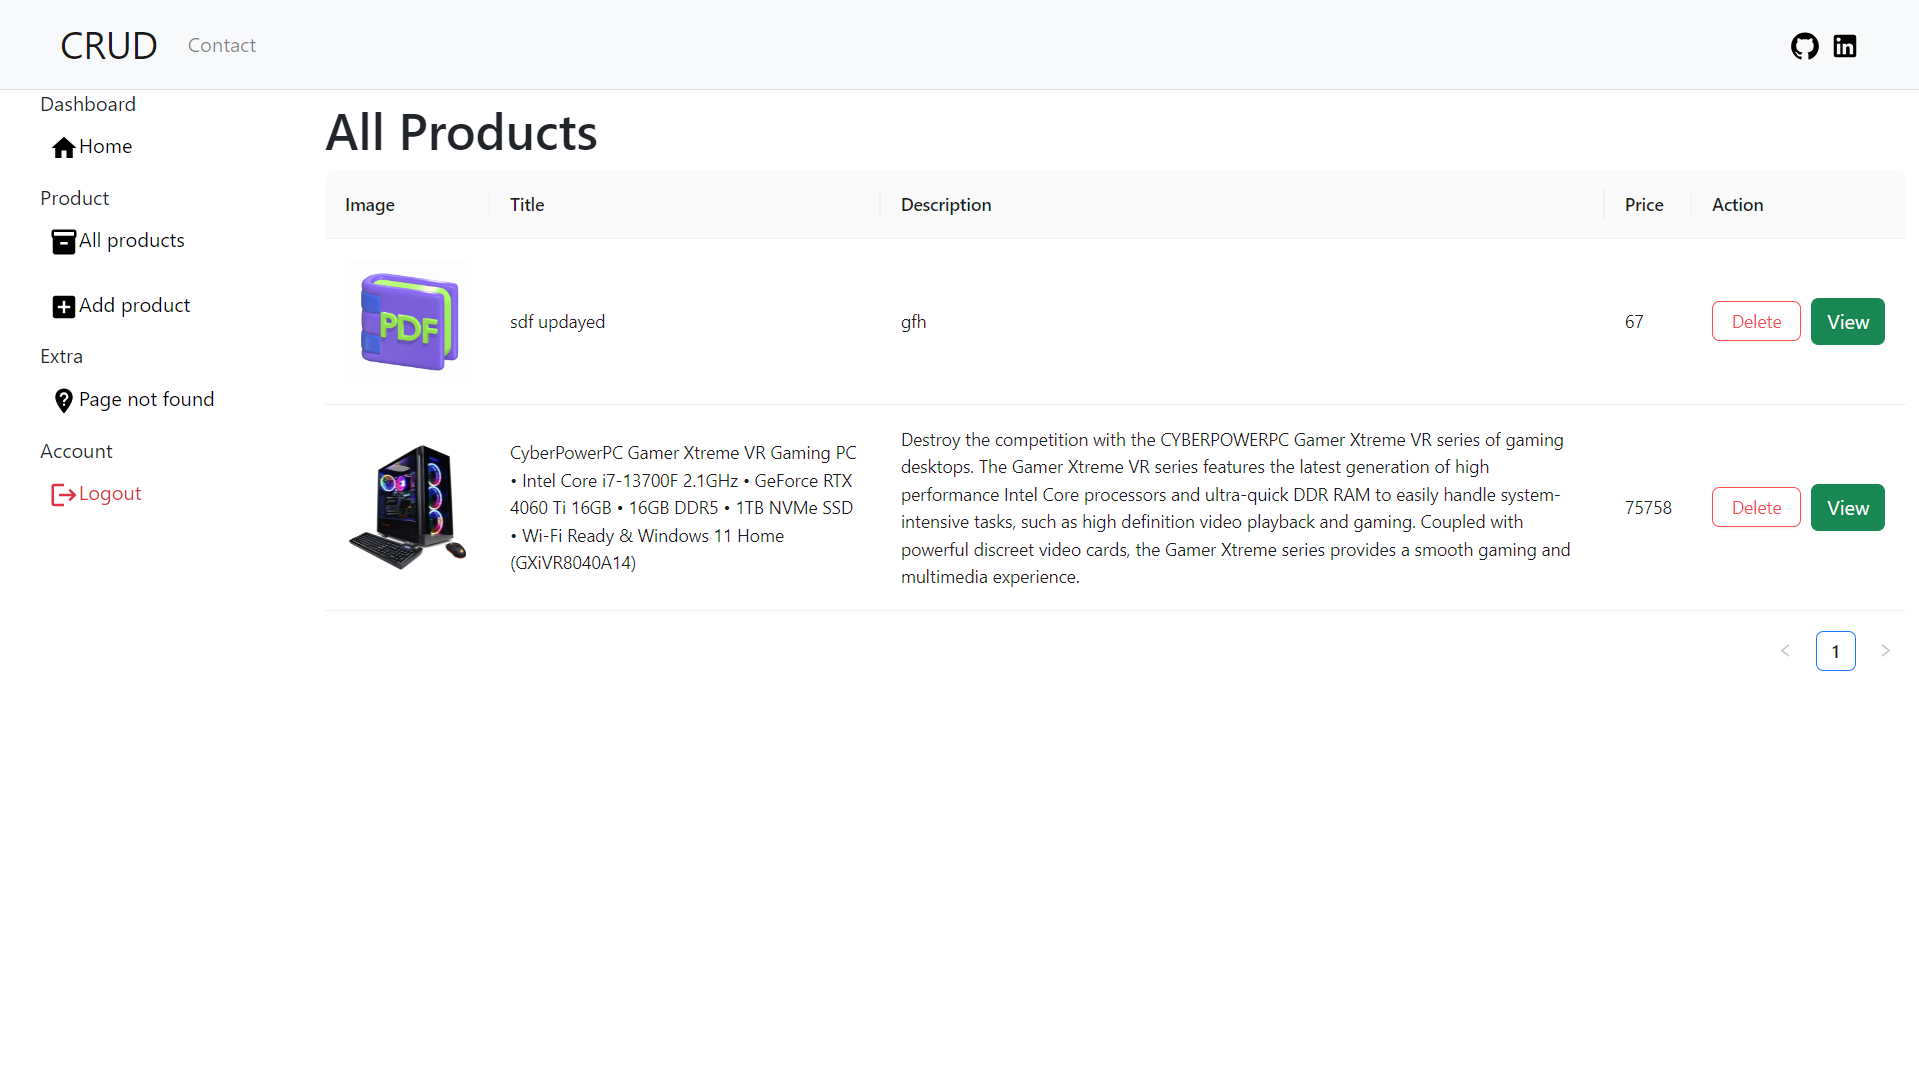 CRUD
Contact
Dashboard
Home
Product
All products
Add product
Extra
Page not found
Account
Logout
All Products
Image Title Description Price Action
PDF
sdf updayed
gfh
67
Delete View
CyberPowerPC Gamer Xtreme VR Gaming PC
• Intel Core i7-13700F 2.1GHz • GeForce RTX
4060 Ti 16GB • 16GB DDR5 • 1TB NVMe SSD
• Wi-Fi Ready & Windows 11 Home
(GXiVR8040A14)
Destroy the competition with the CYBERPOWERPC Gamer Xtreme VR series of gaming
desktops. The Gamer Xtreme VR series features the latest generation of high
performance Intel Core processors and ultra-quick DDR RAM to easily handle system-
intensive tasks, such as high definition video playback and gaming. Coupled with
powerful discreet video cards, the Gamer Xtreme series provides a smooth gaming and
multimedia experience.
75758
Delete View
< 1 >